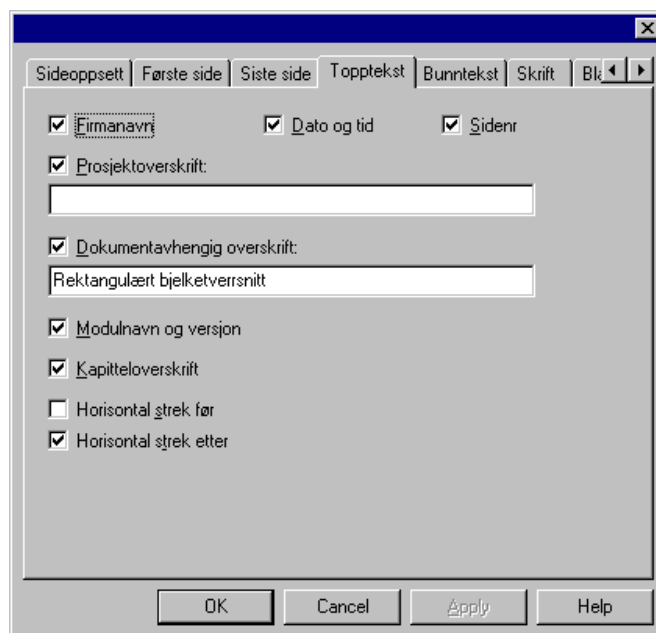 Sideoppsett Første side Siste side Topptekst Bunntekst Skrift
Firmanavn Dato og tid Sidenr
Prosjektoverskrift:
Dokumentavhengig overskrift:
Rektangulært bjelketverrsnitt
Modulnavn og versjon
Kapitteloverskrift
Horisontal strek før
Horisontal strek etter
OK Cancel Apply Help